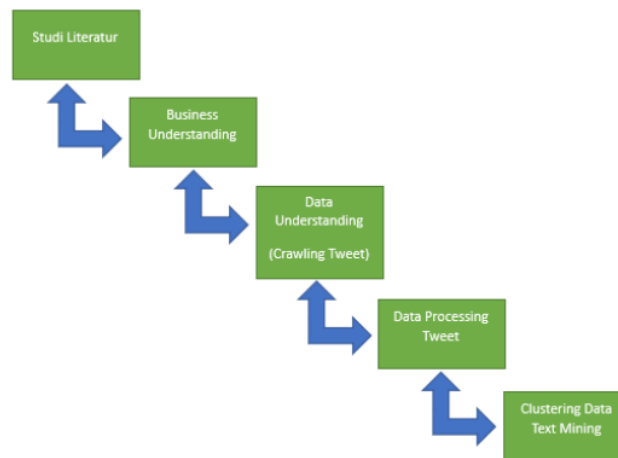 Studi Literatur
Business
Understanding
Data
Understanding
(Crawling Tweet)
Data Processing
Tweet
Clustering Data
Text Mining